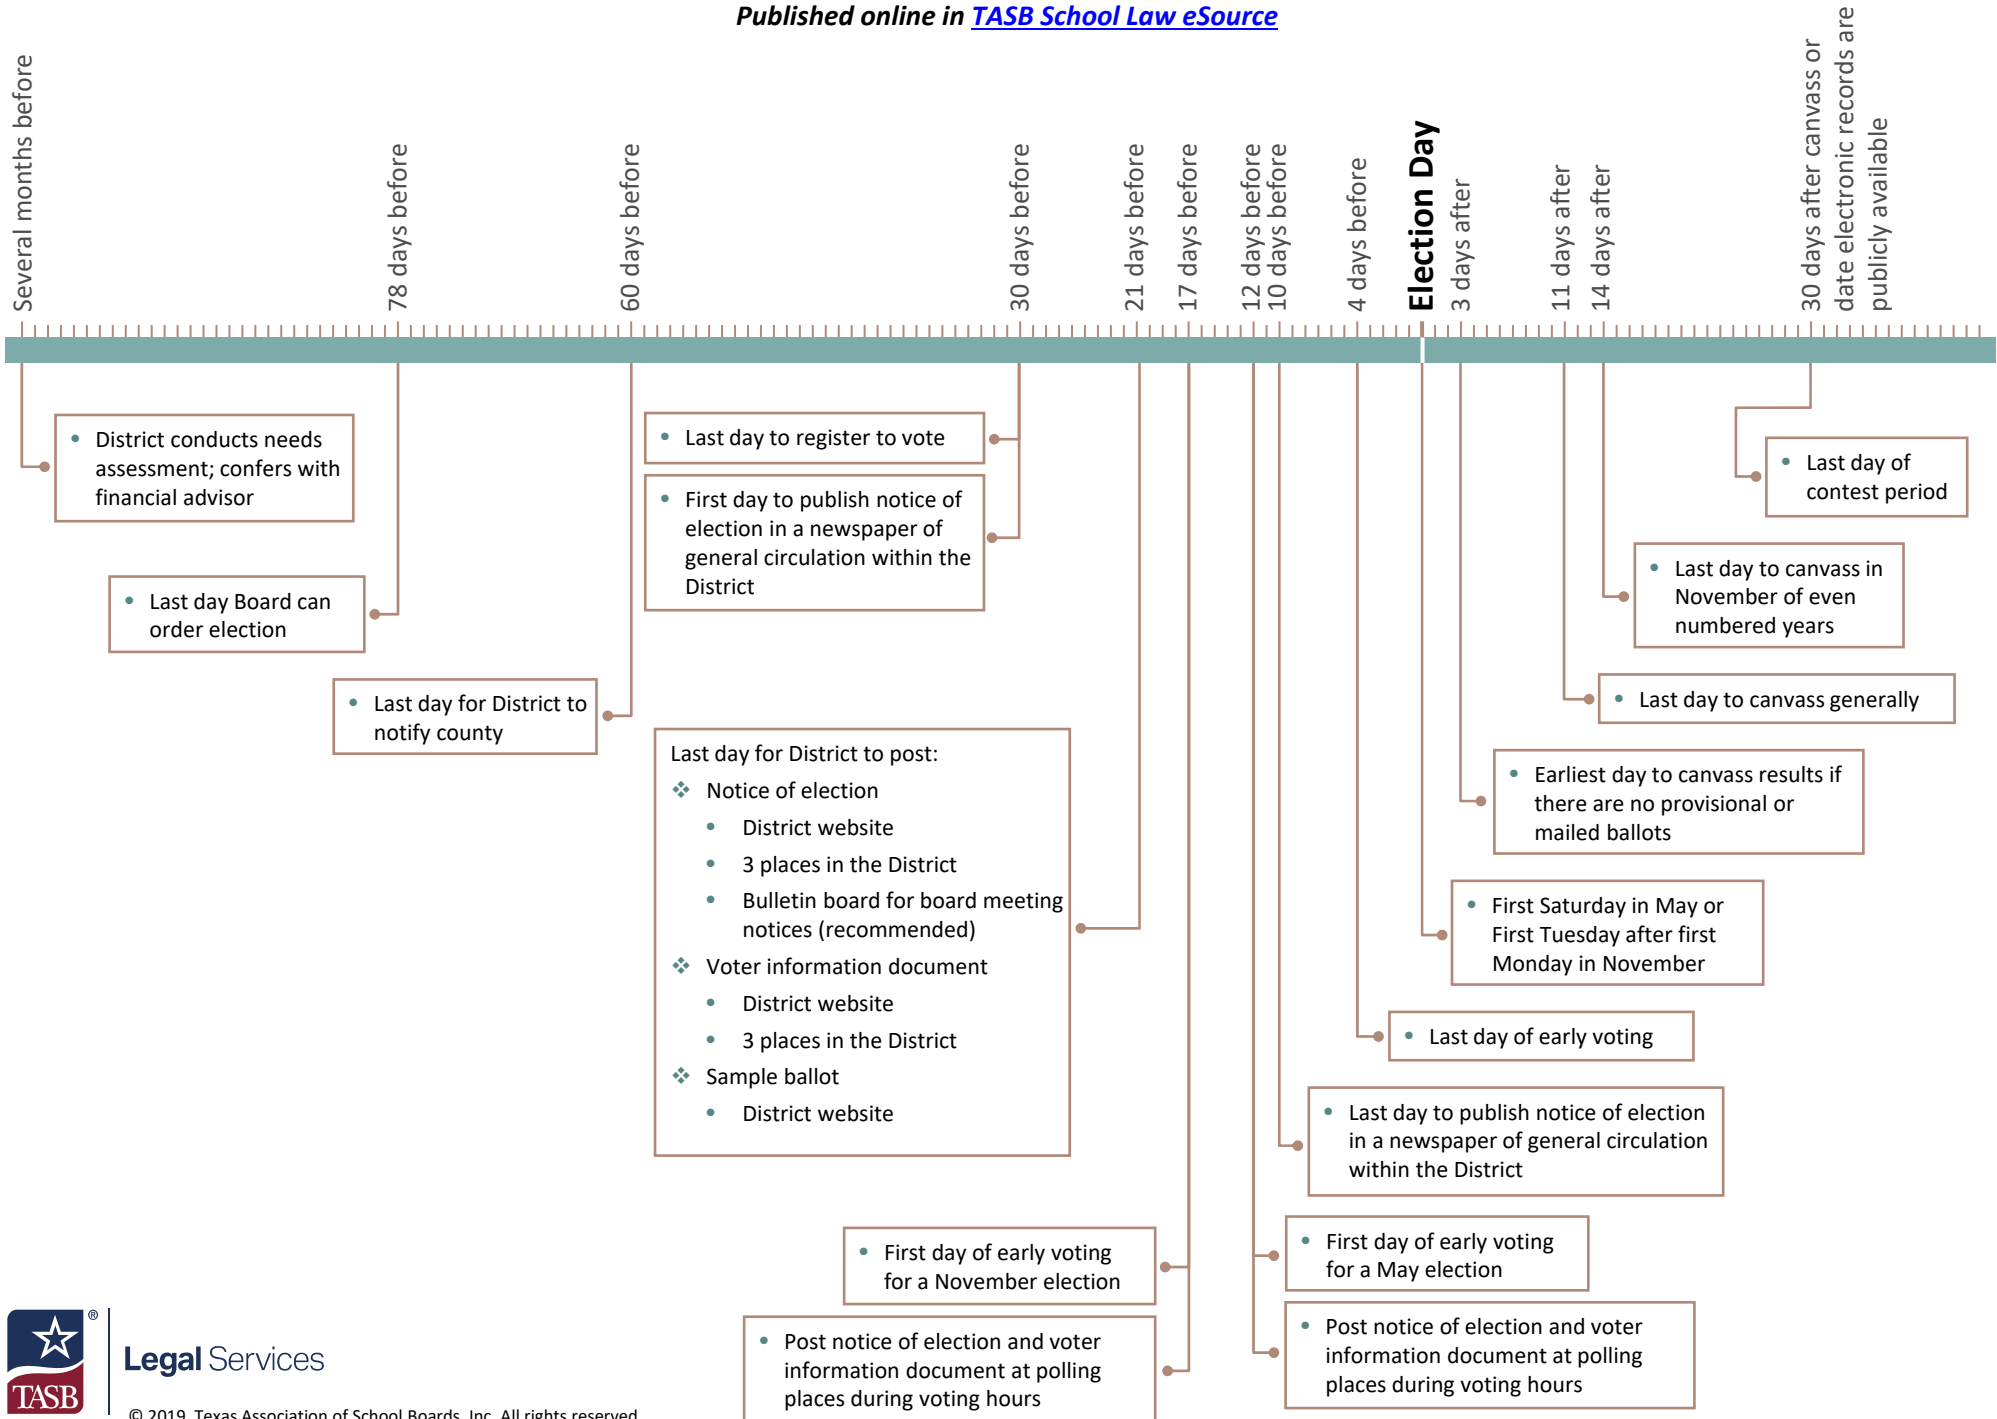 Published online in TASB School Law eSource
Several months before
78 days before
60 days before
30 days before
21 days before
17 days before
12 days before
10 days before
4 days before
Election Day
3 days after
11 days after
14 days after
30 days after canvass or
date electronic records are
publicly available
• District conducts needs
assessment; confers with
financial advisor
• Last day Board can
order election
• Last day for District to
notify county
• Last day to register to vote
• First day to publish notice of
election in a newspaper of
general circulation within the
District
Last day for District to post:
❖ Notice of election
• District website
• 3 places in the District
• Bulletin board for board meeting
notices (recommended)
❖ Voter information document
• District website
• 3 places in the District
❖ Sample ballot
• District website
• First day of early voting
for a November election
• Post notice of election and voter
information document at polling
places during voting hours
• First day of early voting
for a May election
• Post notice of election and voter
information document at polling
places during voting hours
• Last day to publish notice of election
in a newspaper of general circulation
within the District
• Last day of early voting
• First Saturday in May or
First Tuesday after first
Monday in November
• Earliest day to canvass results if
there are no provisional or
mailed ballots
• Last day to canvass generally
• Last day to canvass in
November of even
numbered years
• Last day of
contest period
TASB
®
Legal Services
© 2019. Texas Association of School Boards, Inc. All rights reserved.